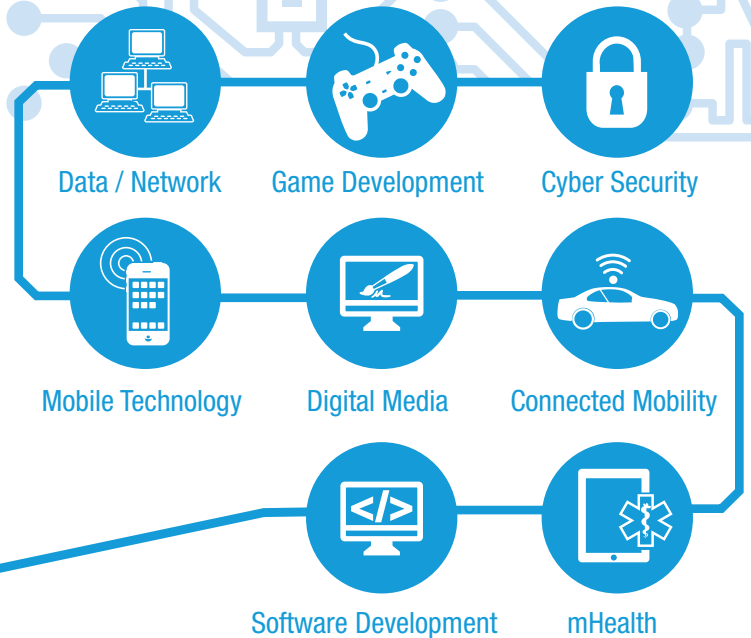 Data / Network
Game Development
Cyber Security
Mobile Technology
Digital Media
Connected Mobility
</>
Software Development
mHealth